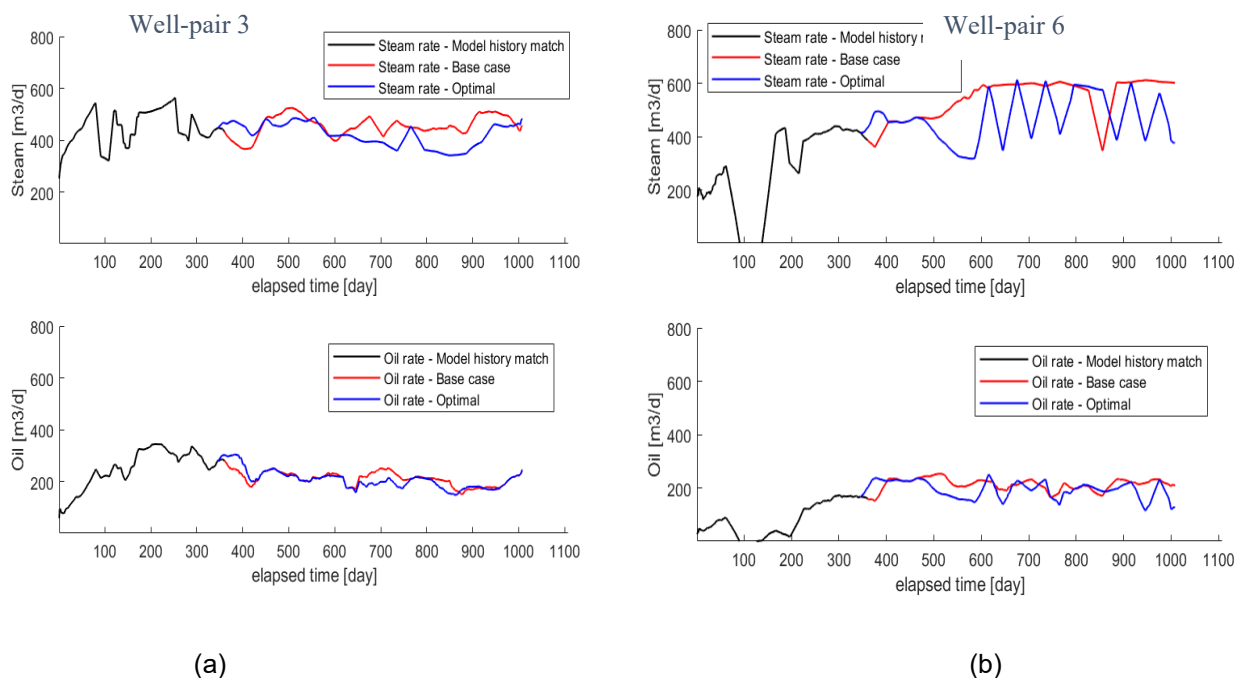 Well-pair 3
800
600
400
200
Steam [m3/d]
Steam rate - Model history match
Steam rate - Base case
Steam rate - Optimal
100 200 300 400 500 600 700 800 900 1000 1100
elapsed time [day]
800
600
400
200
Oil [m3/d]
Oil rate - Model history match
Oil rate - Base case
Oil rate - Optimal
100 200 300 400 500 600 700 800 900 1000 1100
elapsed time [day]
(a)
Well-pair 6
800
600
400
200
Steam [m3/d]
Steam rate - Model history
Steam rate - Base case
Steam rate - Optimal
100 200 300 400 500 600 700 800 900 1000 1100
elapsed time [day]
800
600
400
200
Oil [m3/d]
Oil rate - Model history match
Oil rate - Base case
Oil rate - Optimal
100 200 300 400 500 600 700 800 900 1000 1100
elapsed time [day]
(b)